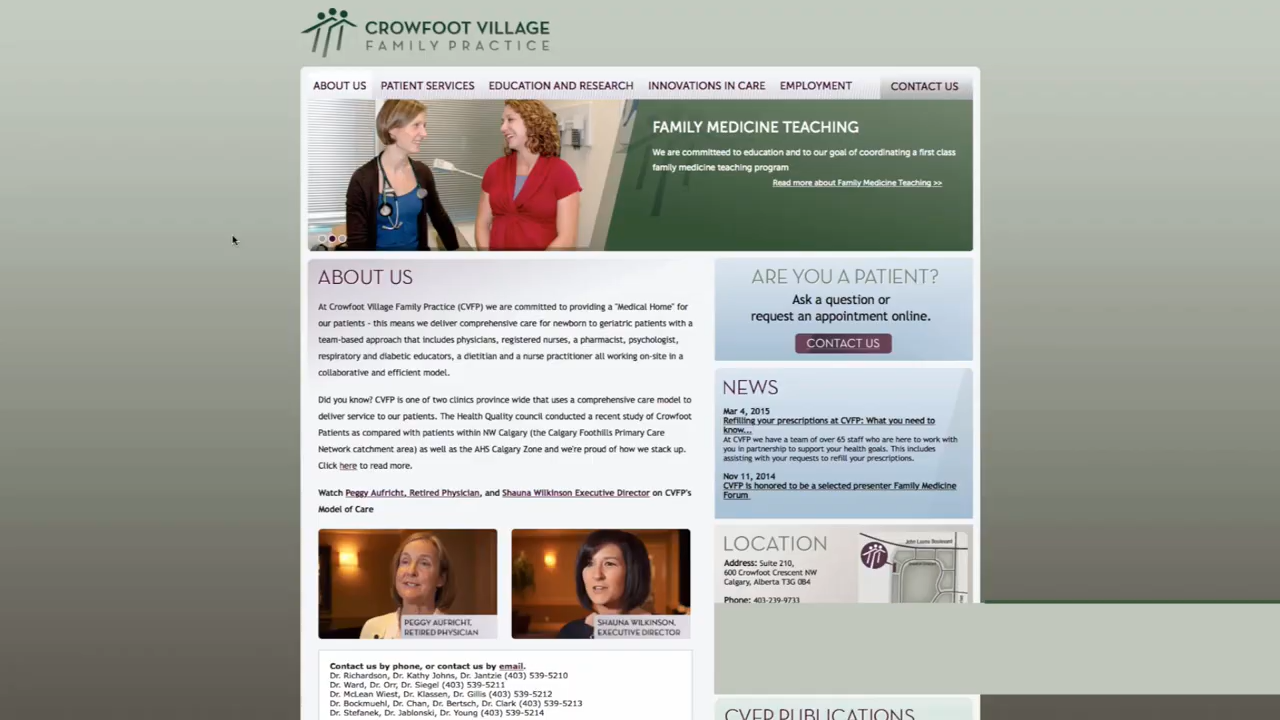 CROWFOOT VILLAGE
FAMILY PRACTICE
ABOUT US
PATIENT SERVICES
EDUCATION AND RESEARCH
INNOVATIONS IN CARE
EMPLOYMENT
CONTACT US
FAMILY MEDICINE TEACHING
We are committeed to education and to our goal of coordinating a first class
family medicine teaching program
Read more about Family Medicine Teaching >>
ABOUT US
At Crowfoot Village Family Practice (CVFP) we are committed to providing a "Medical Home" for
our patients - this means we deliver comprehensive care for newborn to geriatric patients with a
team-based approach that includes physicians, registered nurses, a pharmacist, psychologist,
respiratory and diabetic educators, a dietitian and a nurse practitioner all working on-site in a
collaborative and efficient model.
Did you know? CVFP is one of two clinics province wide that uses a comprehensive care model to
deliver service to our patients. The Health Quality council conducted a recent study of Crowfoot
Patients as compared with patients within NW Calgary (the Calgary Foothills Primary Care
Network catchment area) as well as the AHS Calgary Zone and we're proud of how we stack up.
Click here to read more.
Watch Peggy Aufricht, Retired Physician, and Shauna Wilkinson Executive Director on CVFP's
Model of Care
PEGGY AUFRICHT,
RETIRED PHYSICIAN
SHAUNA WILKINSON,
EXECUTIVE DIRECTOR
Contact us by phone, or contact us by email.
Dr. Richardson, Dr. Kathy Johns, Dr. Jantzie (403) 539-5210
Dr. Ward, Dr. Orr, Dr. Siegel (403) 539-5211
Dr. McLean Wiest, Dr. Klassen, Dr. Gillis (403) 539-5212
Dr. Bockmuehl, Dr. Chan, Dr. Bertsch, Dr. Clark (403) 539-5213
Dr. Stefanek, Dr. Jablonski, Dr. Young (403) 539-5214
ARE YOU A PATIENT?
Ask a question or
request an appointment online.
CONTACT US
NEWS
Mar 4, 2015
Refilling your prescriptions at CVFP: What you need to
know...
At CVFP we have a team of over 65 staff who are here to work with
you in partnership to support your health goals. This includes
assisting with your requests to refill your prescriptions.
Nov 11, 2014
CVFP is honored to be a selected presenter Family Medicine
Forum
LOCATION
Address: Suite 210,
600 Crowfoot Crescent NW
Calgary, Alberta T3G 0B4
Phone: 403-239-9733
John Laurie Boulevard
CVFP PUBLICATIONS